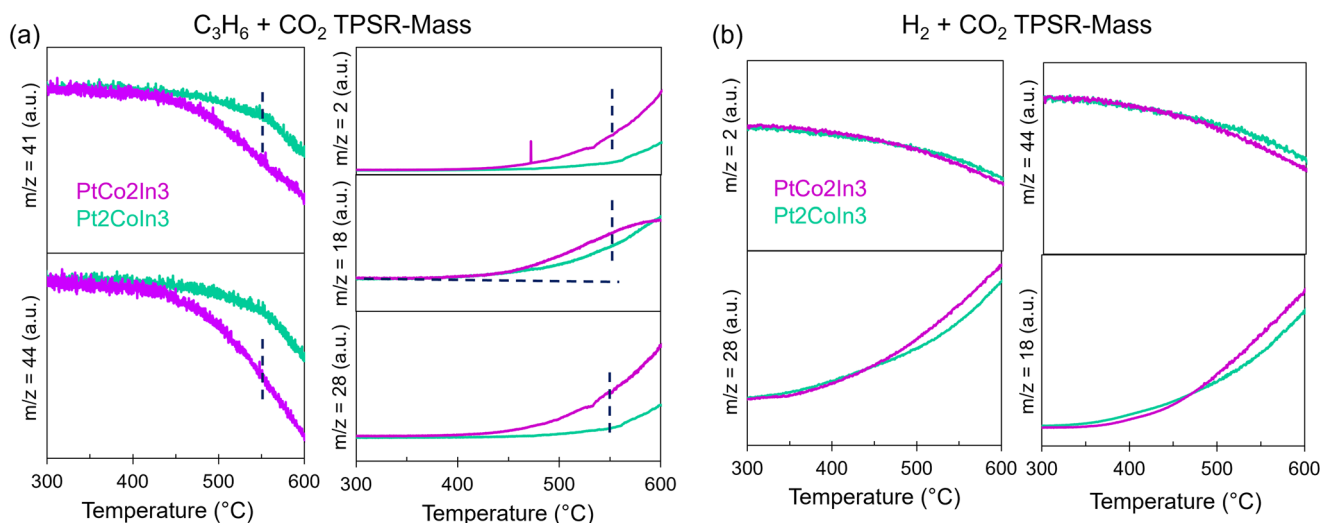 (a)
C₃H₆ + CO₂ TPSR-Mass
m/z = 41 (a.u.)
PtCo2In3
Pt2CoIn3
m/z = 44 (a.u.)
300 400 500 600
Temperature (°C)
m/z = 2 (a.u.)
m/z = 18 (a.u.)
m/z = 28 (a.u.)
300 400 500 600
Temperature (°C)
(b)
H₂ + CO₂ TPSR-Mass
m/z = 2 (a.u.)
PtCo2In3
Pt2CoIn3
m/z = 28 (a.u.)
300 400 500 600
Temperature (°C)
m/z = 44 (a.u.)
m/z = 18 (a.u.)
300 400 500 600
Temperature (°C)